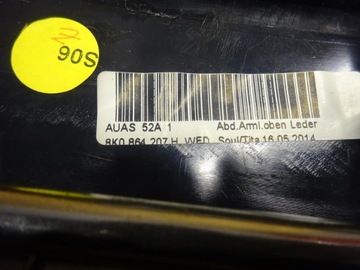 90S
AUAS 52A 1 Abd.Arml.oben Leder
8K0 864 207 H WED Soul/Tita 16.05.2014